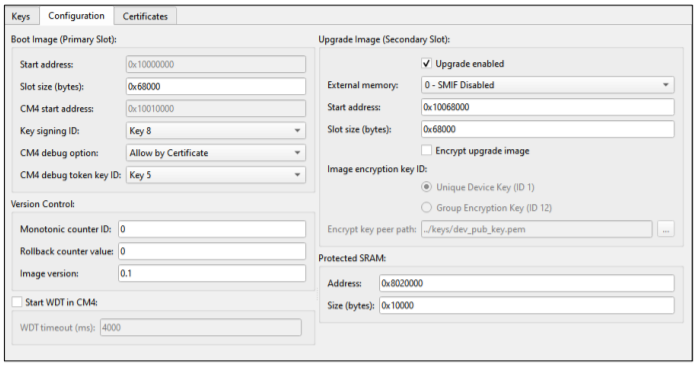 Keys Configuration Certificates
Boot Image (Primary Slot):
Start address: 0x10000000
Slot size (bytes): 0x68000
CM4 start address: 0x10010000
Key signing ID: Key 8
CM4 debug option: Allow by Certificate
CM4 debug token key ID: Key 5
Version Control:
Monotonic counter ID: 0
Rollback counter value: 0
Image version: 0.1
Start WDT in CM4:
WDT timeout (ms): 4000
Upgrade Image (Secondary Slot):
Upgrade enabled
External memory: 0 - SMIF Disabled
Start address: 0x10068000
Slot size (bytes): 0x68000
Encrypt upgrade image
Image encryption key ID:
Unique Device Key (ID 1)
Group Encryption Key (ID 12)
Encrypt key peer path: ../keys/dev_pub_key.pem ...
Protected SRAM:
Address: 0x8020000
Size (bytes): 0x10000